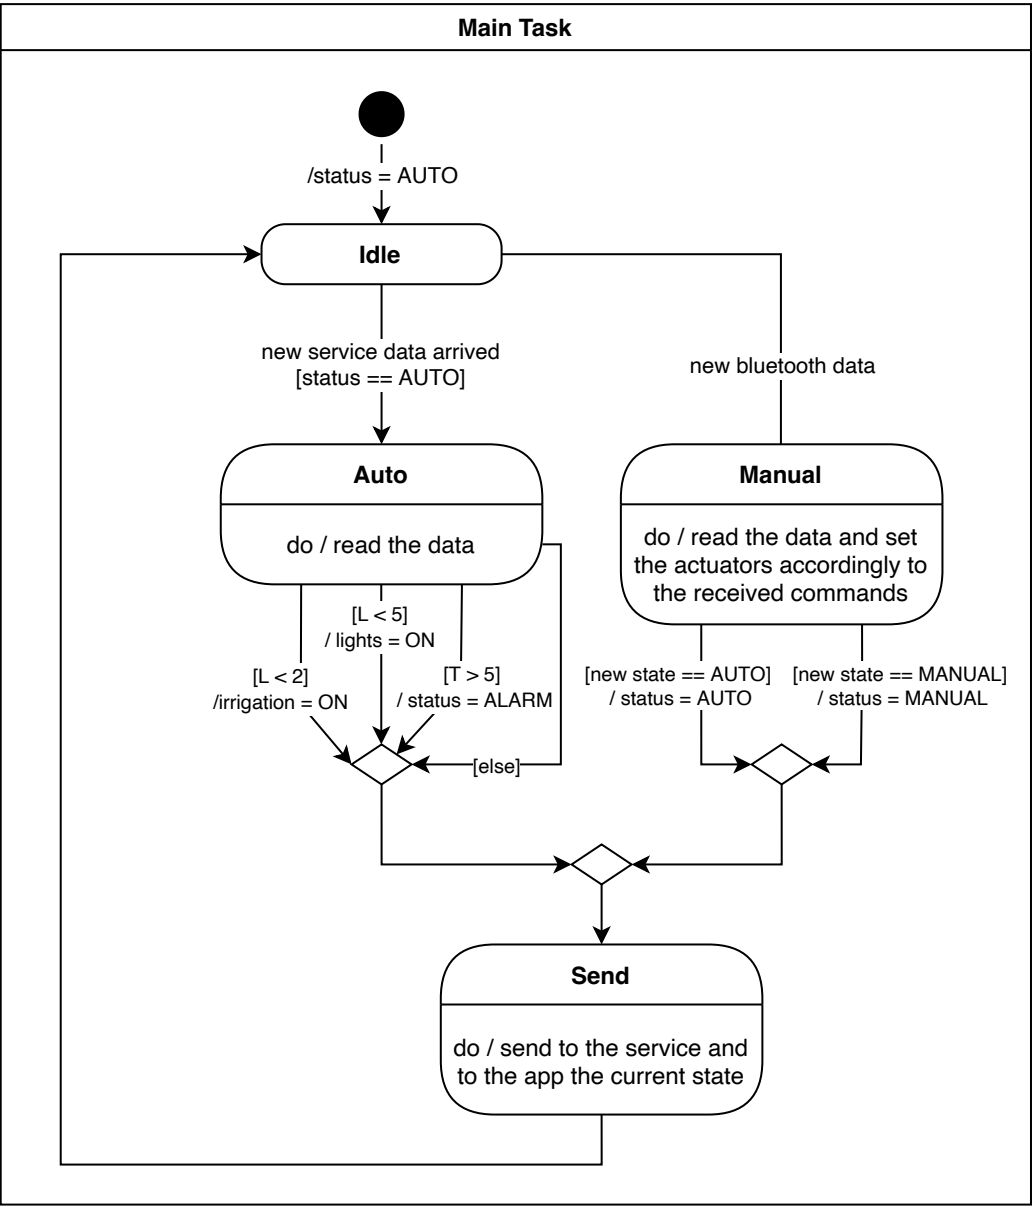 Main Task
/status = AUTO
Idle
new service data arrived
[status == AUTO]
new bluetooth data
Auto
do / read the data
Manual
do / read the data and set
the actuators accordingly to
the received commands
[L < 5]
/ lights = ON
[L < 2]
/irrigation = ON
[T > 5]
/ status = ALARM
[else]
[new state == AUTO]
/ status = AUTO
[new state == MANUAL]
/ status = MANUAL
Send
do / send to the service and
to the app the current state